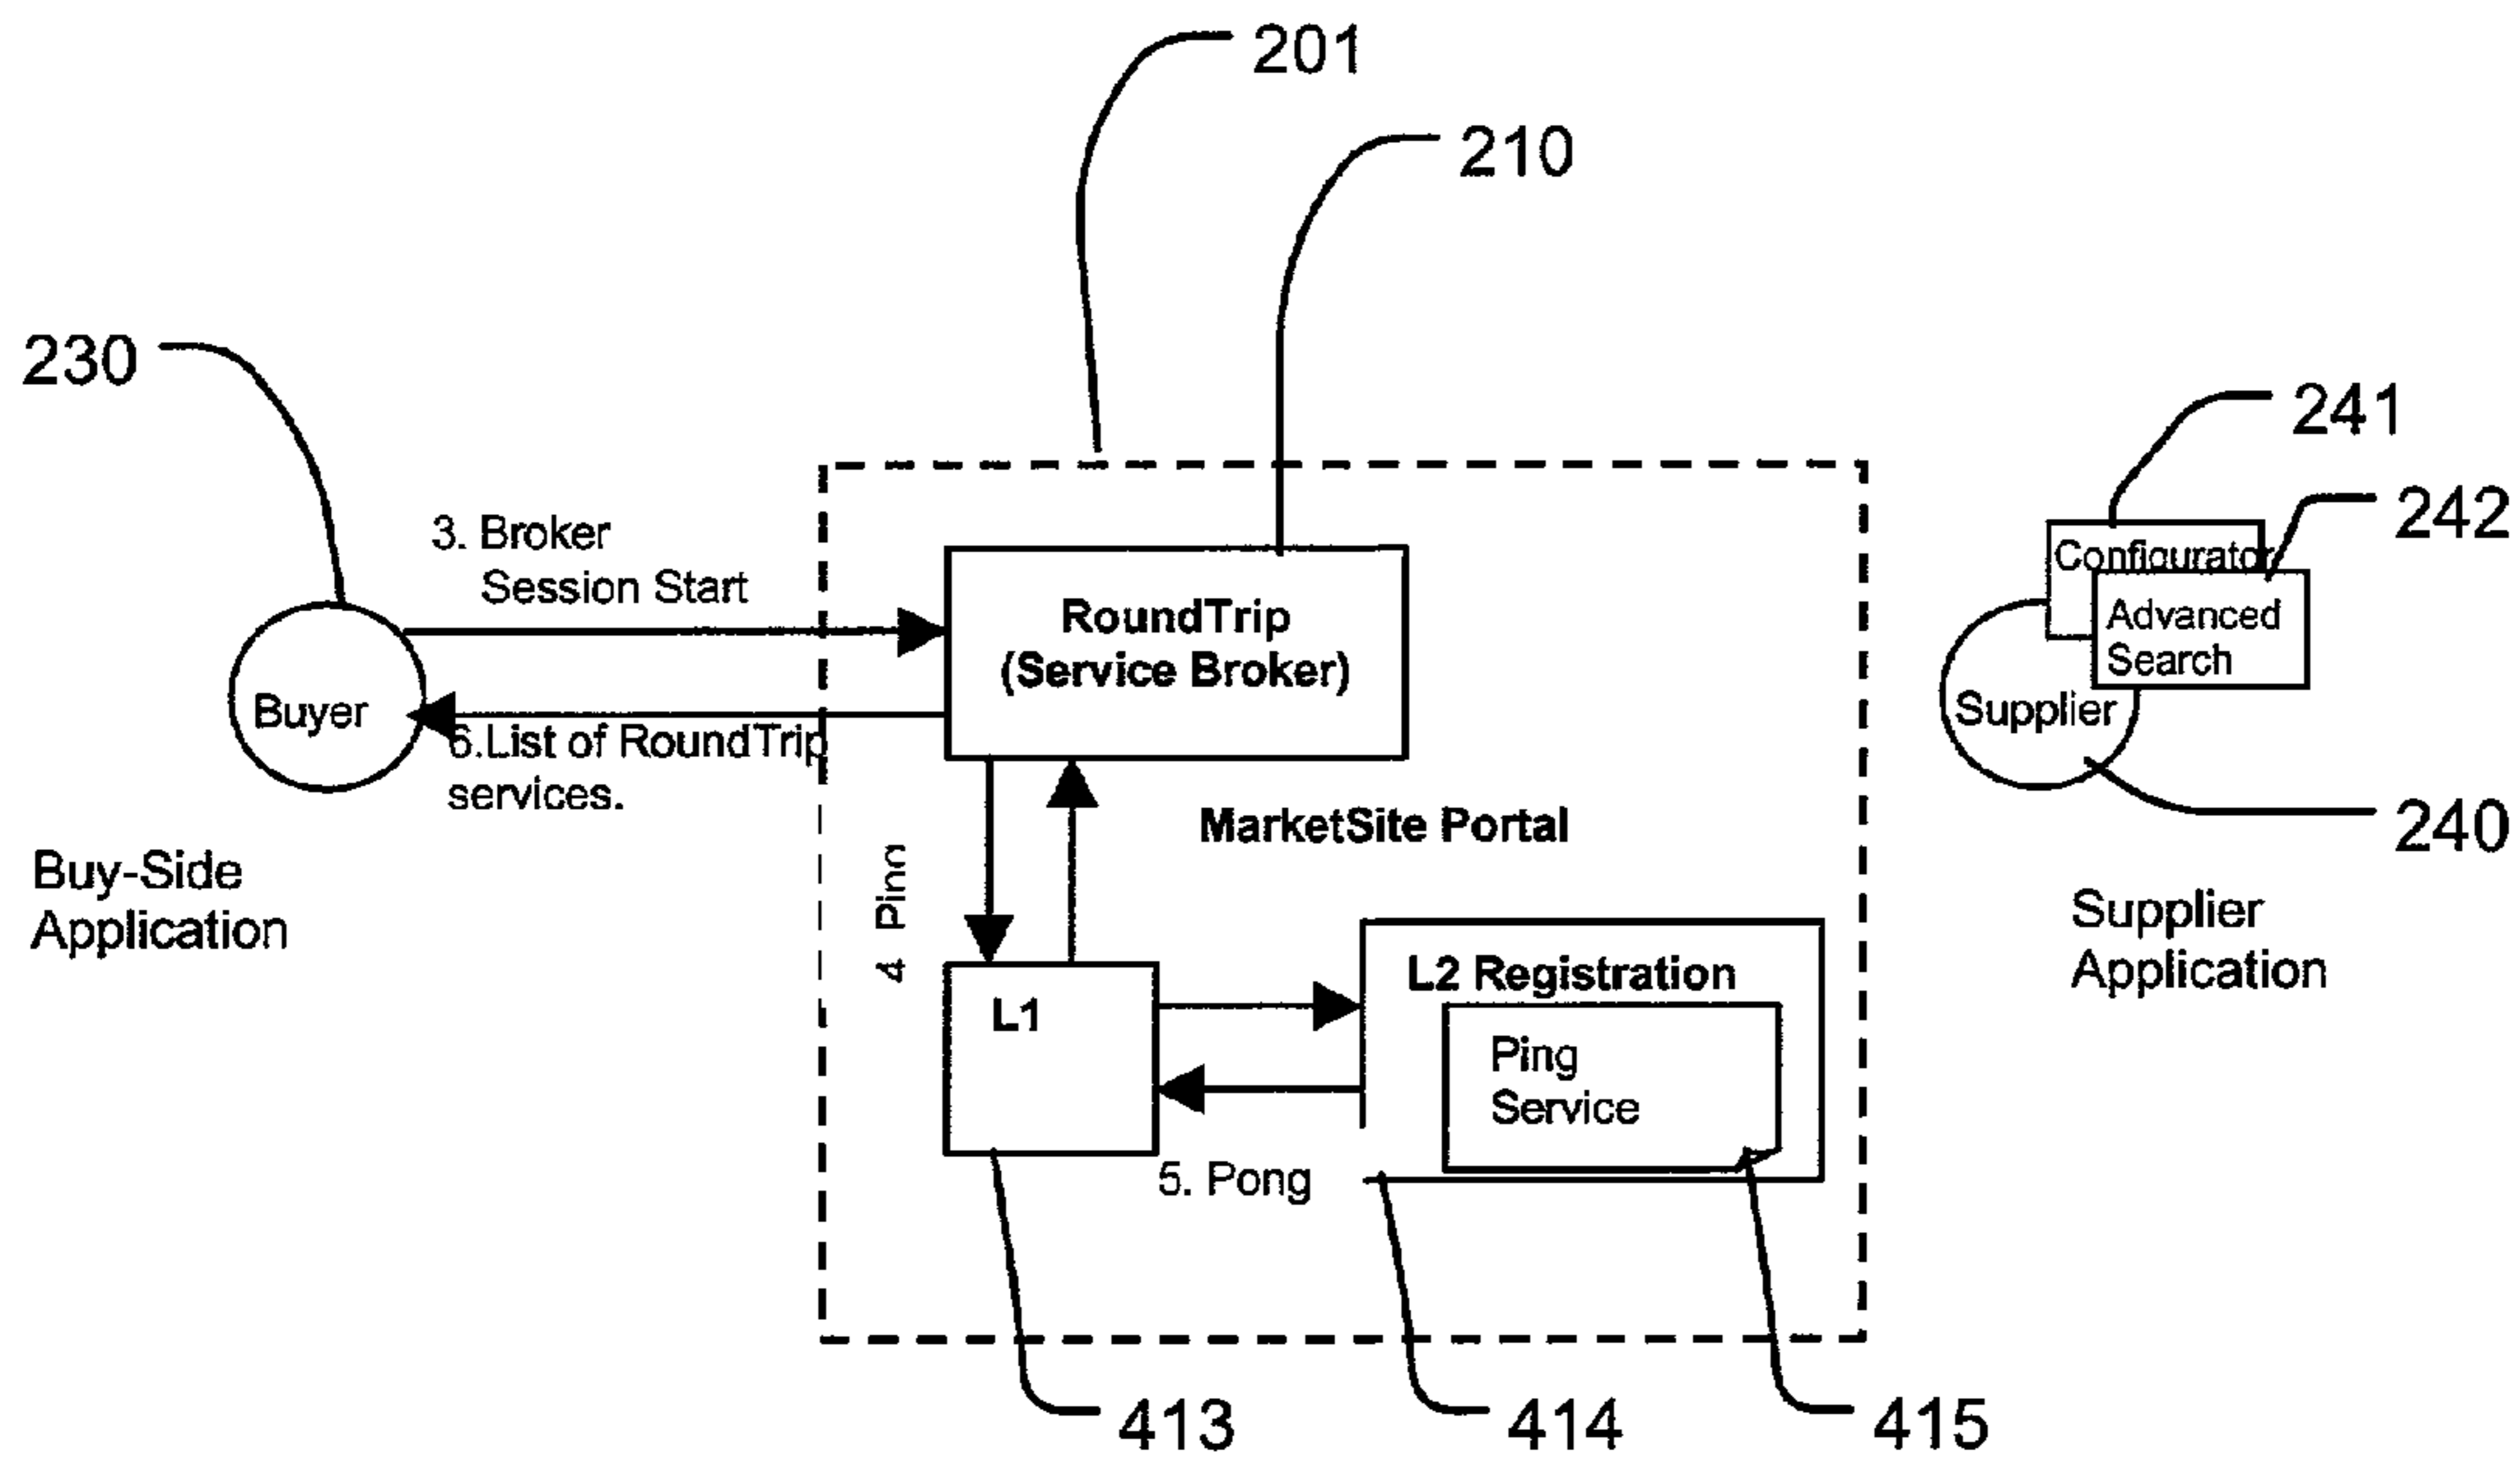 201
210
230
241
242
3. Broker
Session Start
Configurator
RoundTrip
(Service Broker)
Advanced
Search
Buyer
Supplier
6.List of RoundTrip
services.
MarketSite Portal
240
4 Ping
Buy-Side
Application
Supplier
Application
L1
L2 Registration
Ping
Service
5. Pong
413
414
415